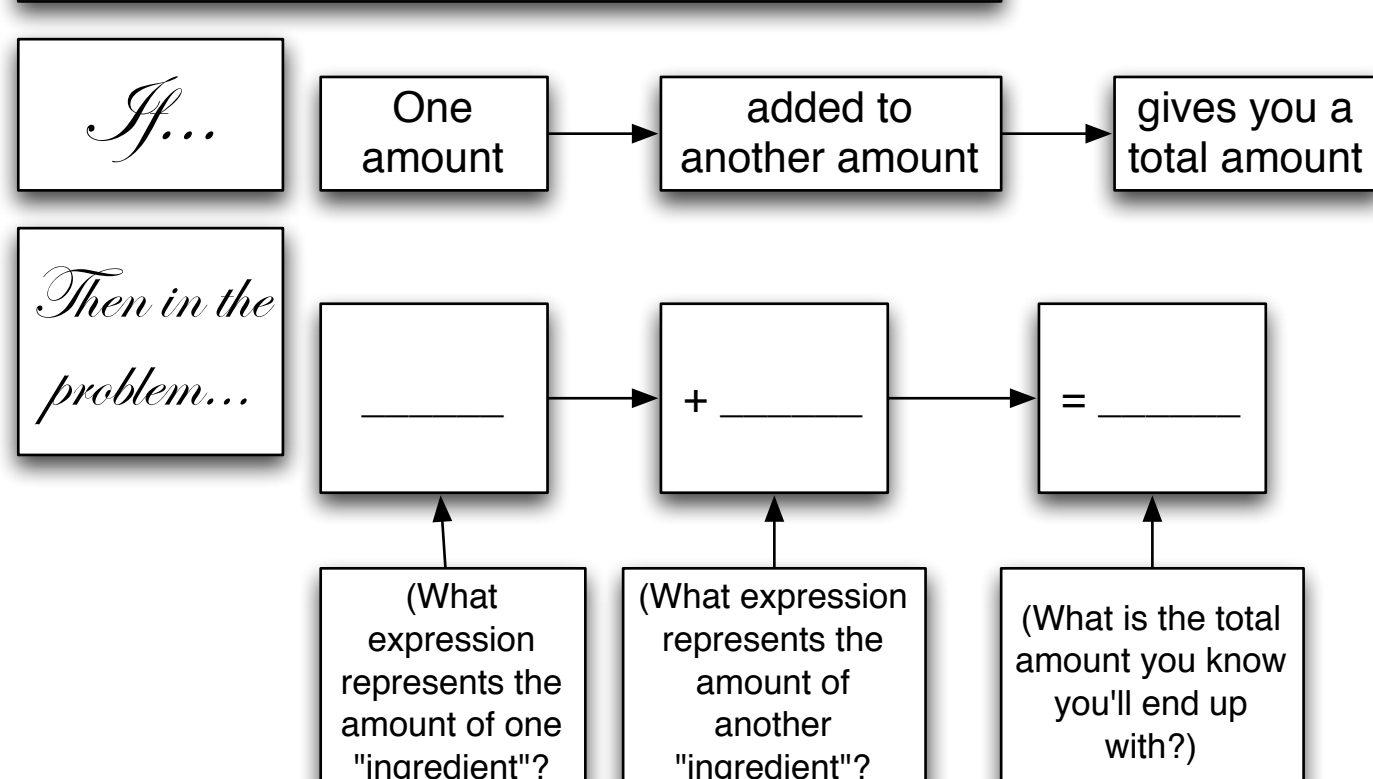 If...
One
amount
added to
another amount
gives you a
total amount
Then in the
problem...
______
+ ______
= ______
(What
expression
represents the
amount of one
"ingredient"?
(What expression
represents the
amount of
another
"ingredient"?
(What is the total
amount you know
you'll end up
with?)